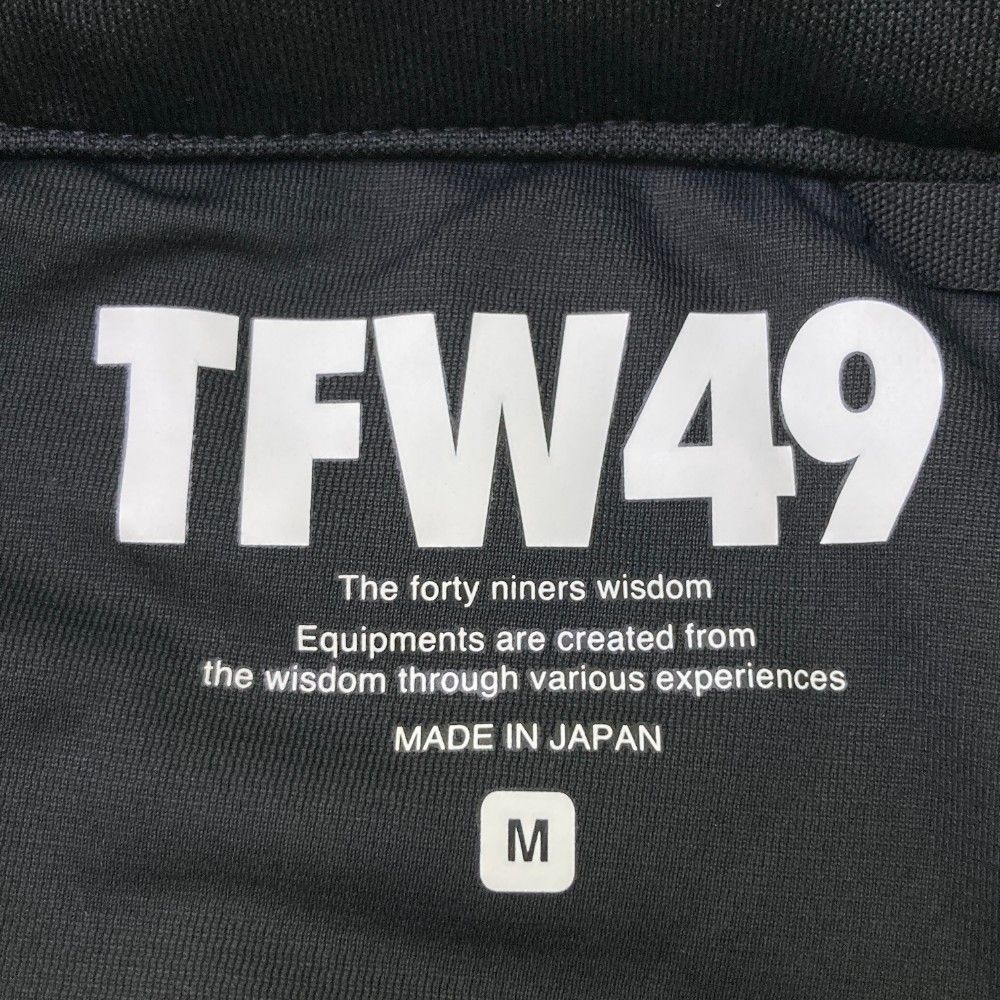 TFW49
The forty niners wisdom
Equipments are created from
the wisdom through various experiences
MADE IN JAPAN
M